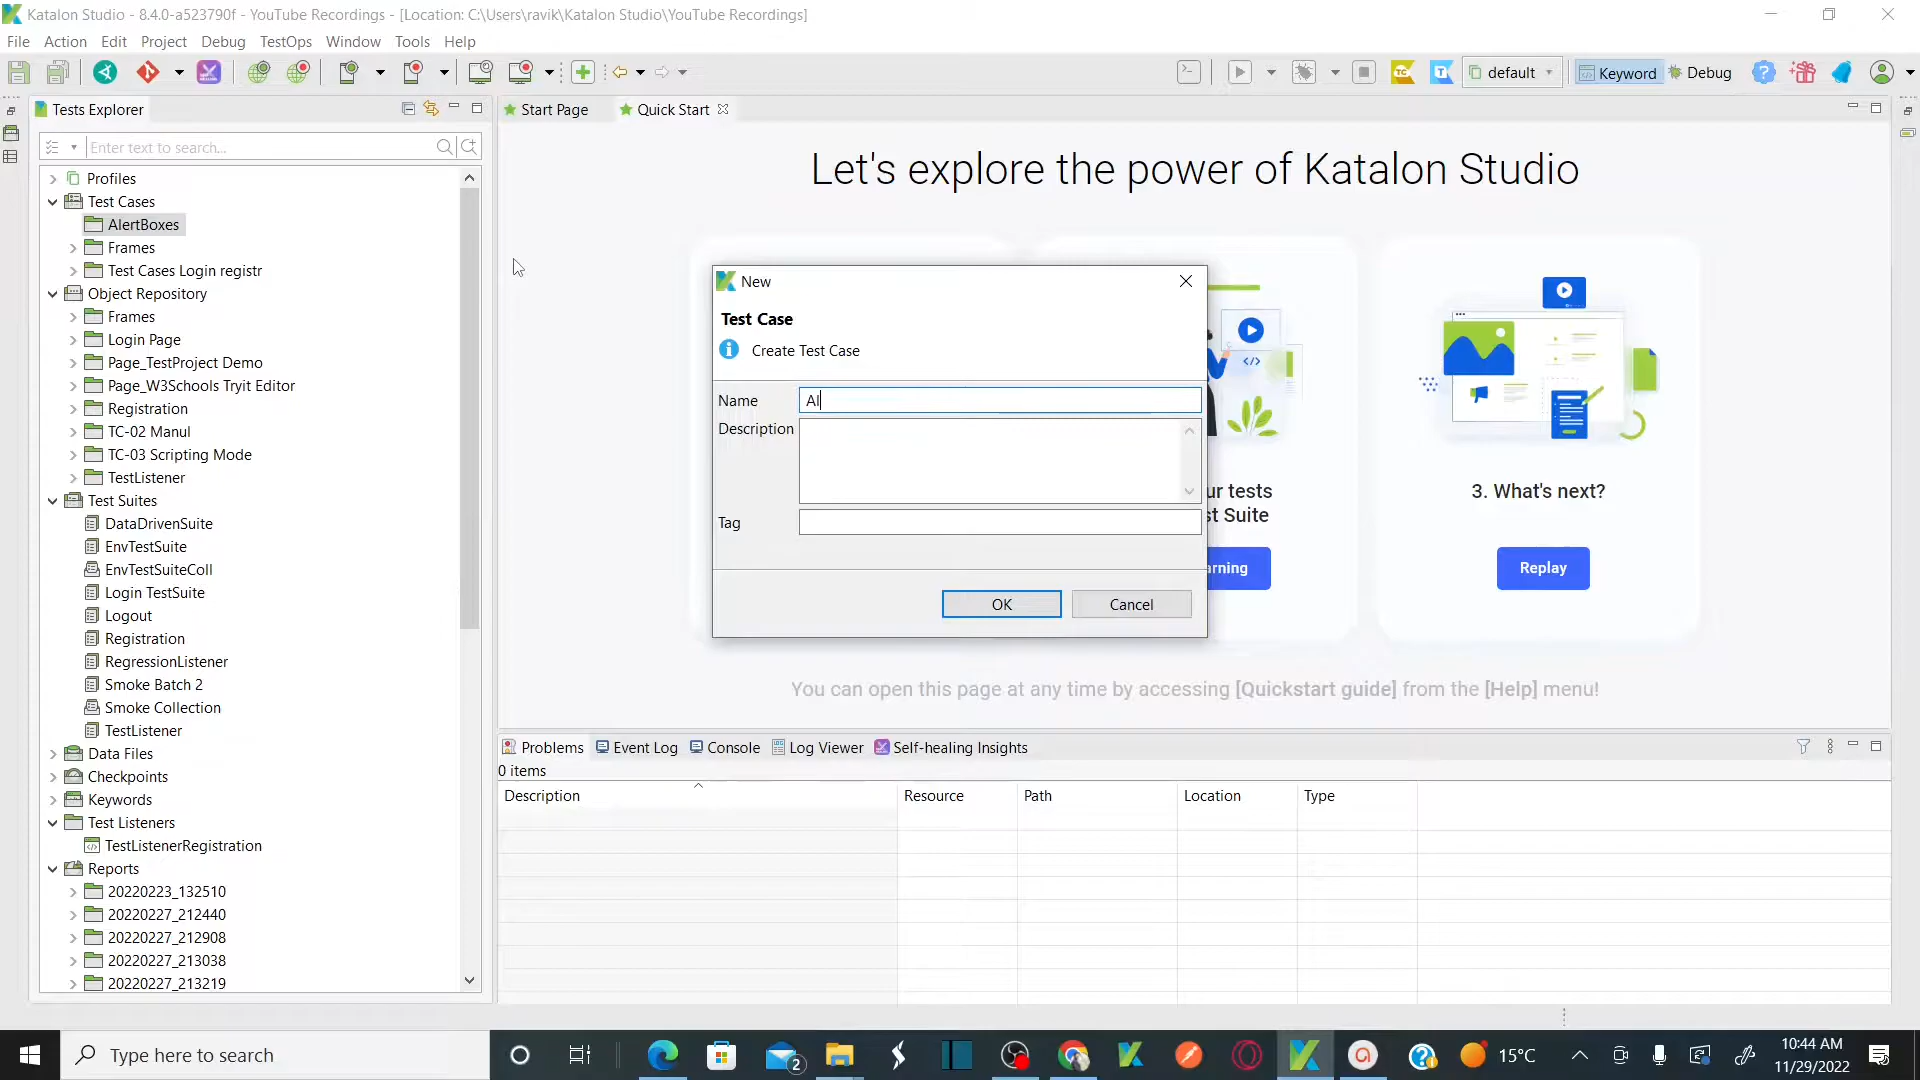 Katalon Studio - 8.4.0-a523790f - YouTube Recordings - [Location: C:\Users\ravik\Katalon Studio\YouTube Recordings]
File Action Edit Project Debug TestOps Window Tools Help
default Keyword Debug
Tests Explorer
Start Page Quick Start
Enter text to search...
Profiles
Test Cases
AlertBoxes
Frames
Test Cases Login registr
Object Repository
Frames
Login Page
Page_TestProject Demo
Page_W3Schools Tryit Editor
Registration
TC-02 Manul
TC-03 Scripting Mode
TestListener
Test Suites
DataDrivenSuite
EnvTestSuite
EnvTestSuiteColl
Login TestSuite
Logout
Registration
RegressionListener
Smoke Batch 2
Smoke Collection
TestListener
Data Files
Checkpoints
Keywords
Test Listeners
TestListenerRegistration
Reports
20220223_132510
20220227_212440
20220227_212908
20220227_213038
20220227_213219
Let's explore the power of Katalon Studio
New
Test Case
Create Test Case
Name Al
Description
Tag
OK Cancel
ur tests
st Suite
arning
3. What's next?
Replay
You can open this page at any time by accessing [Quickstart guide] from the [Help] menu!
Problems Event Log Console Log Viewer Self-healing Insights
0 items
Description Resource Path Location Type
Type here to search
2
15°C
10:44 AM
11/29/2022